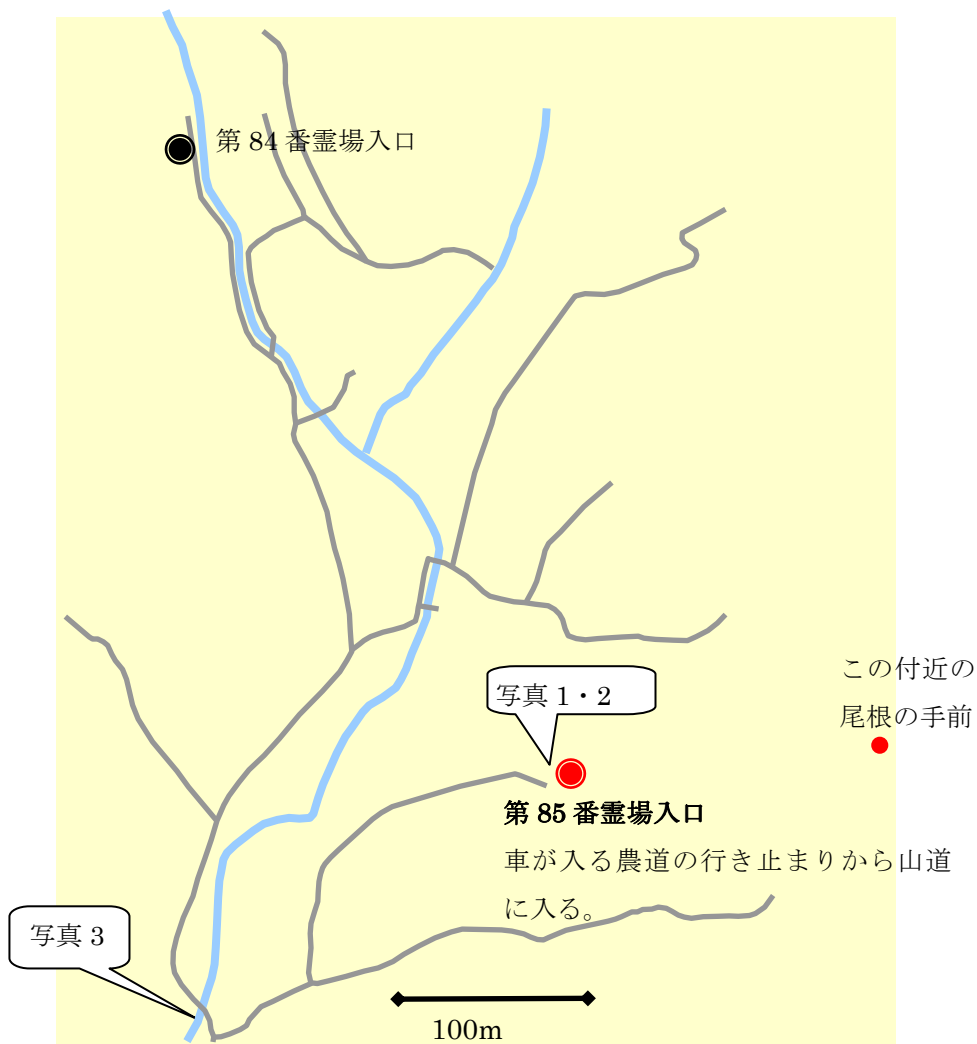 第 84 番霊場入口
この付近の
尾根の手前
写真 1・2
第 85 番霊場入口
車が入る農道の行き止まりから山道
に入る。
写真 3
100m